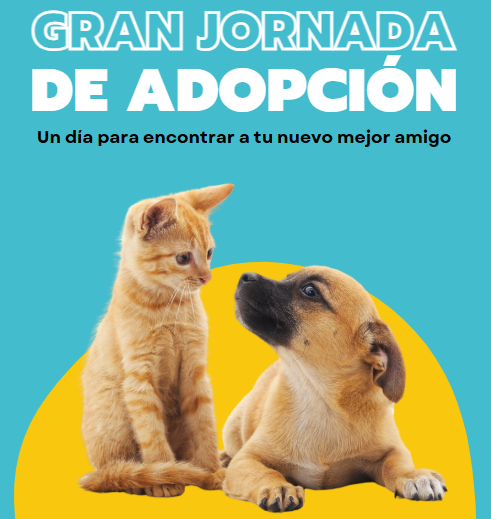 GRAN JORNADA
DE ADOPCIÓN
Un día para encontrar a tu nuevo mejor amigo